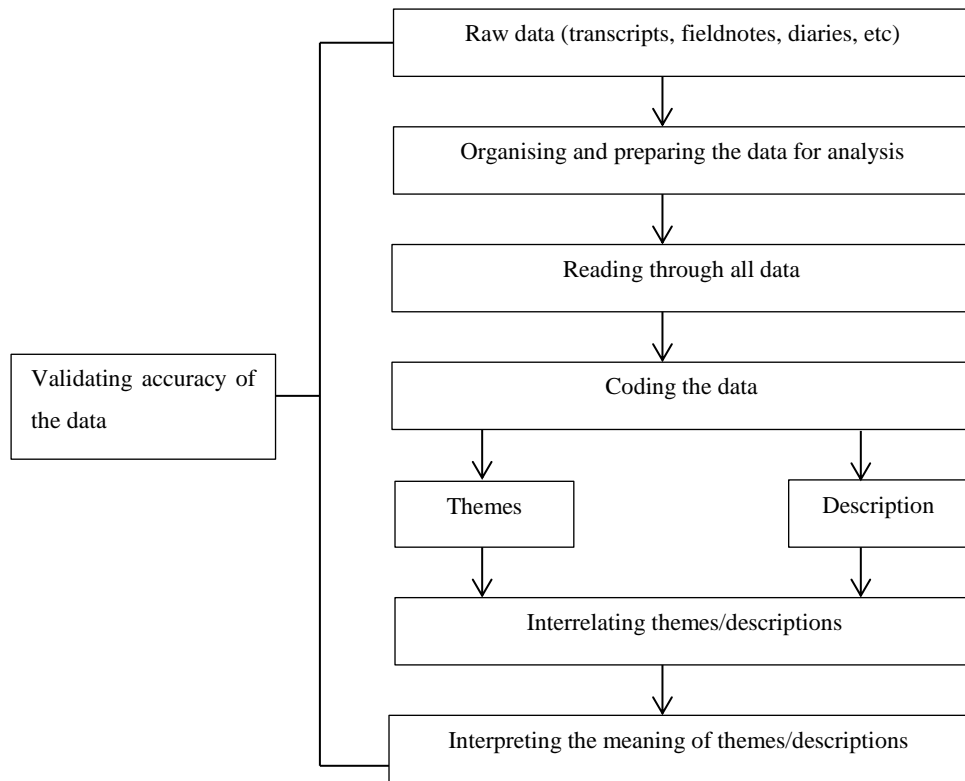 Raw data (transcripts, fieldnotes, diaries, etc)
Organising and preparing the data for analysis
Reading through all data
Validating accuracy of
the data
Coding the data
Themes
Description
Interrelating themes/descriptions
Interpreting the meaning of themes/descriptions